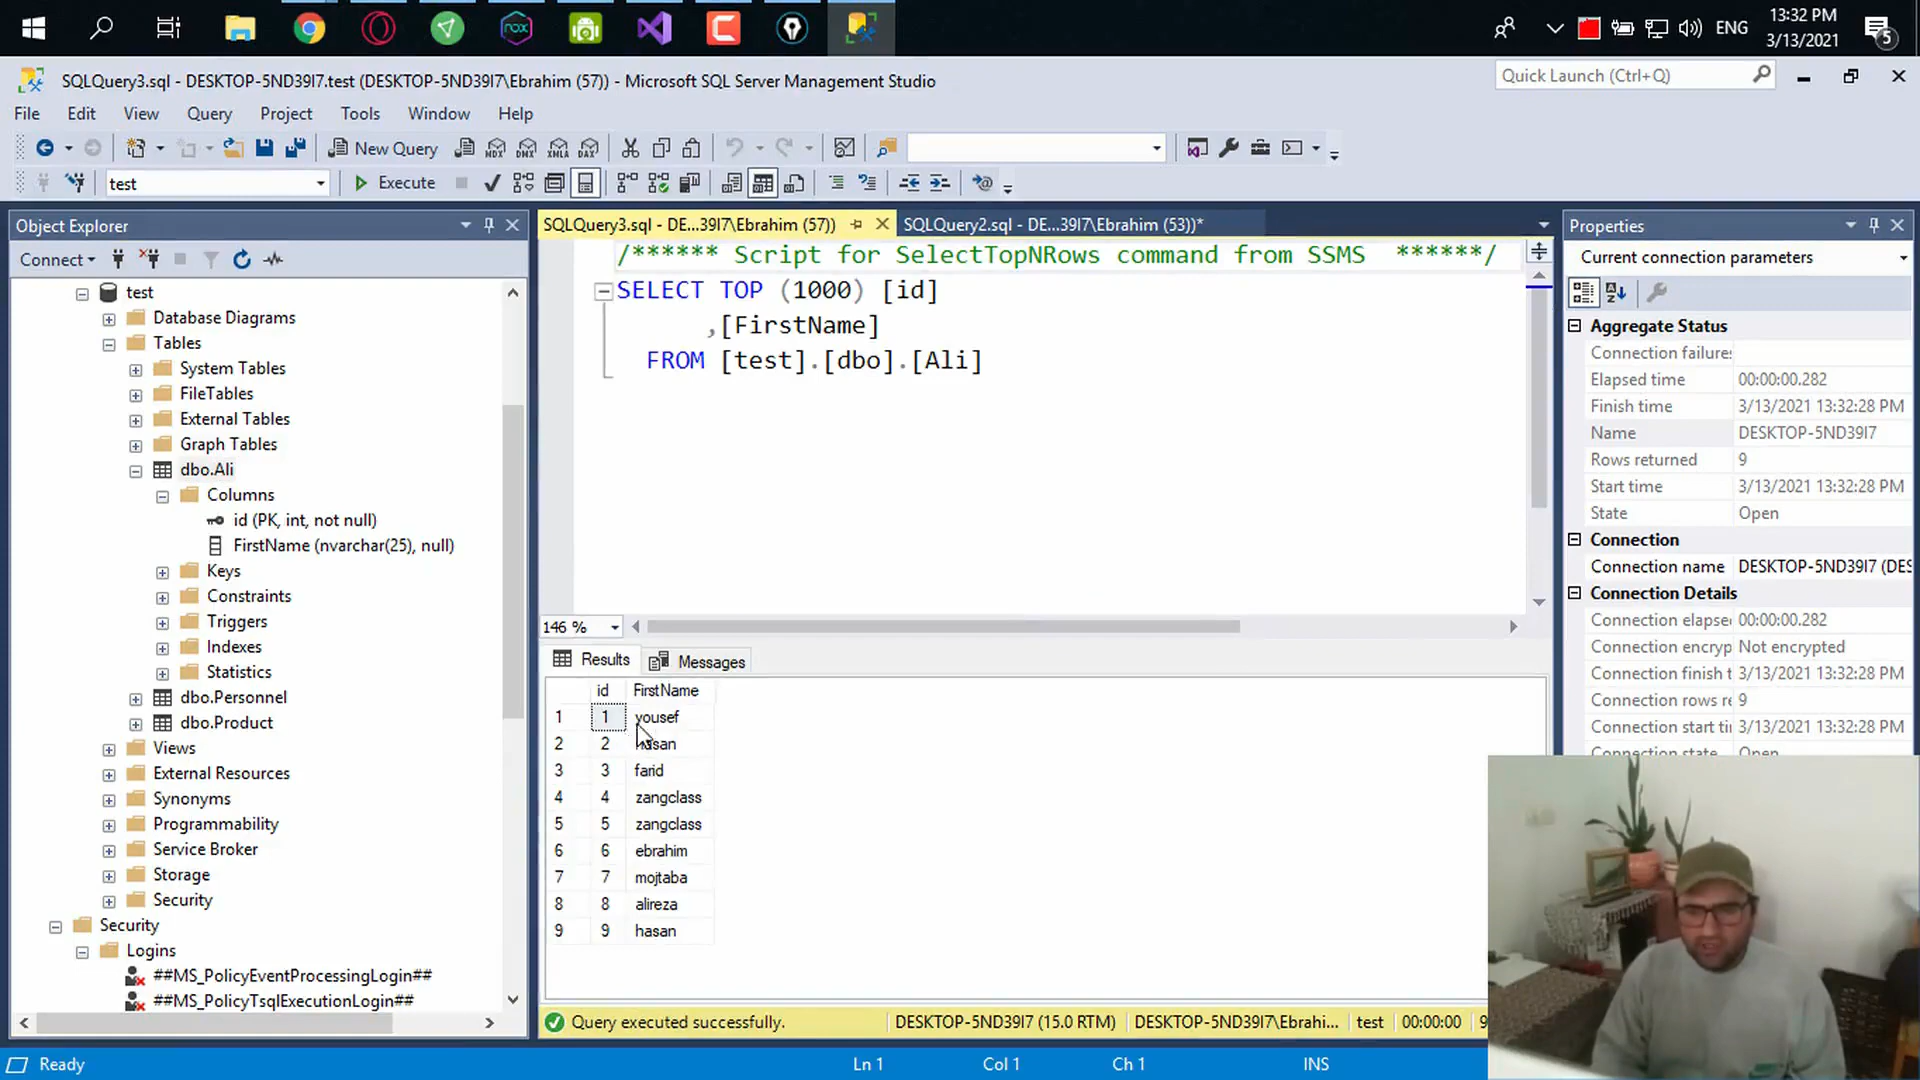 ENG
13:32 PM
3/13/2021
5
nox
SQLQuery3.sql - DESKTOP-5ND39I7.test (DESKTOP-5ND39I7\Ebrahim (57)) - Microsoft SQL Server Management Studio
Quick Launch (Ctrl+Q)
File Edit View Query Project Tools Window Help
New Query
MDX DMX XMLA DAX
test
Execute
Object Explorer
Connect
test
Database Diagrams
Tables
System Tables
FileTables
External Tables
Graph Tables
dbo.Ali
Columns
id (PK, int, not null)
FirstName (nvarchar(25), null)
Keys
Constraints
Triggers
Indexes
Statistics
dbo.Personnel
dbo.Product
Views
External Resources
Synonyms
Programmability
Service Broker
Storage
Security
Security
Logins
##MS_PolicyEventProcessingLogin##
##MS_PolicyTsqlExecutionLogin##
SQLQuery3.sql - DE...39I7\Ebrahim (57))
SQLQuery2.sql - DE...39I7\Ebrahim (53))*
/****** Script for SelectTopNRows command from SSMS ******/
SELECT TOP (1000) [id]
,[FirstName]
FROM [test].[dbo].[Ali]
146 %
Results Messages
id FirstName
1 1 yousef
2 2 hasan
3 3 farid
4 4 zangclass
5 5 zangclass
6 6 ebrahim
7 7 mojtaba
8 8 alireza
9 9 hasan
Query executed successfully.
DESKTOP-5ND39I7 (15.0 RTM)
DESKTOP-5ND39I7\Ebrahi...
test
00:00:00
9
Properties
Current connection parameters
Aggregate Status
Connection failures
Elapsed time 00:00:00.282
Finish time 3/13/2021 13:32:28 PM
Name DESKTOP-5ND39I7
Rows returned 9
Start time 3/13/2021 13:32:28 PM
State Open
Connection
Connection name DESKTOP-5ND39I7 (DES
Connection Details
Connection elapse 00:00:00.282
Connection encryp Not encrypted
Connection finish t 3/13/2021 13:32:28 PM
Connection rows re 9
Connection start ti 3/13/2021 13:32:28 PM
Connection state Open
Ready
Ln 1
Col 1
Ch 1
INS